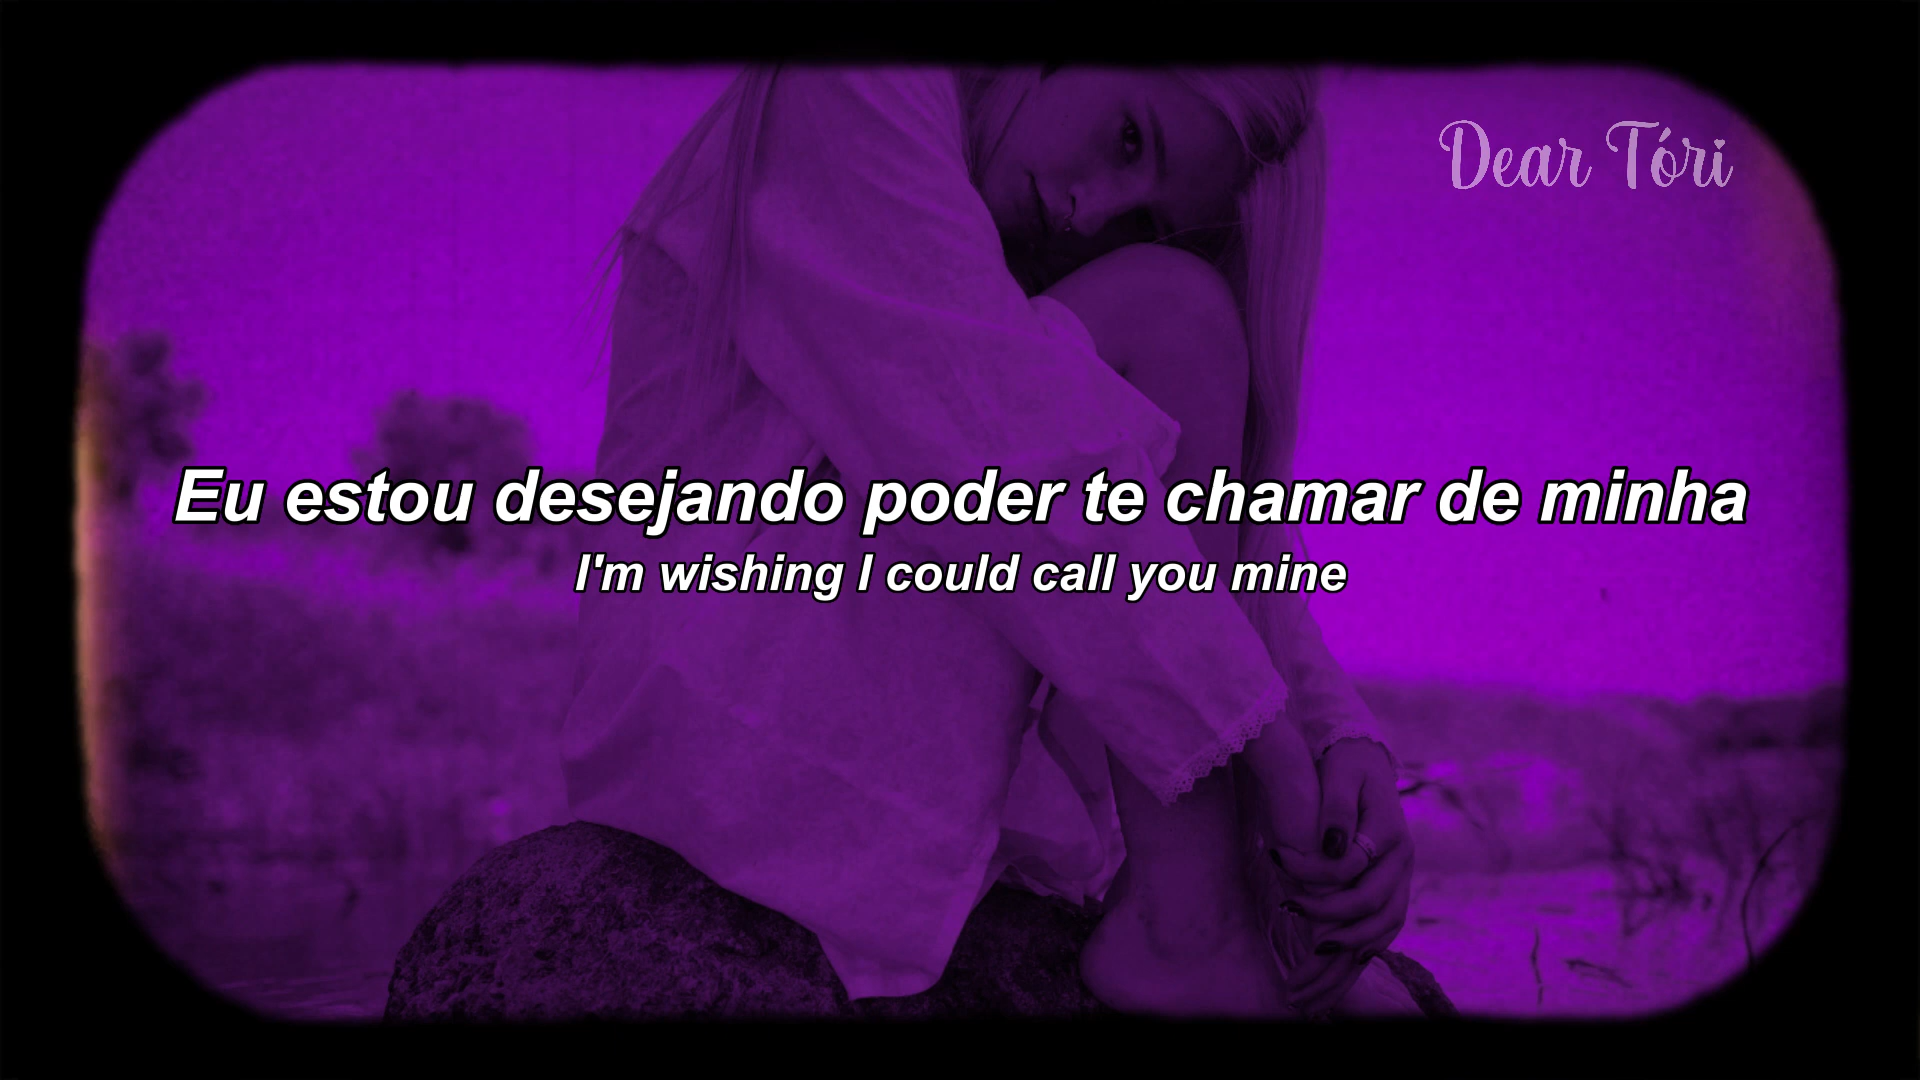 Dear Tóri
Eu estou desejando poder te chamar de minha
I'm wishing I could call you mine